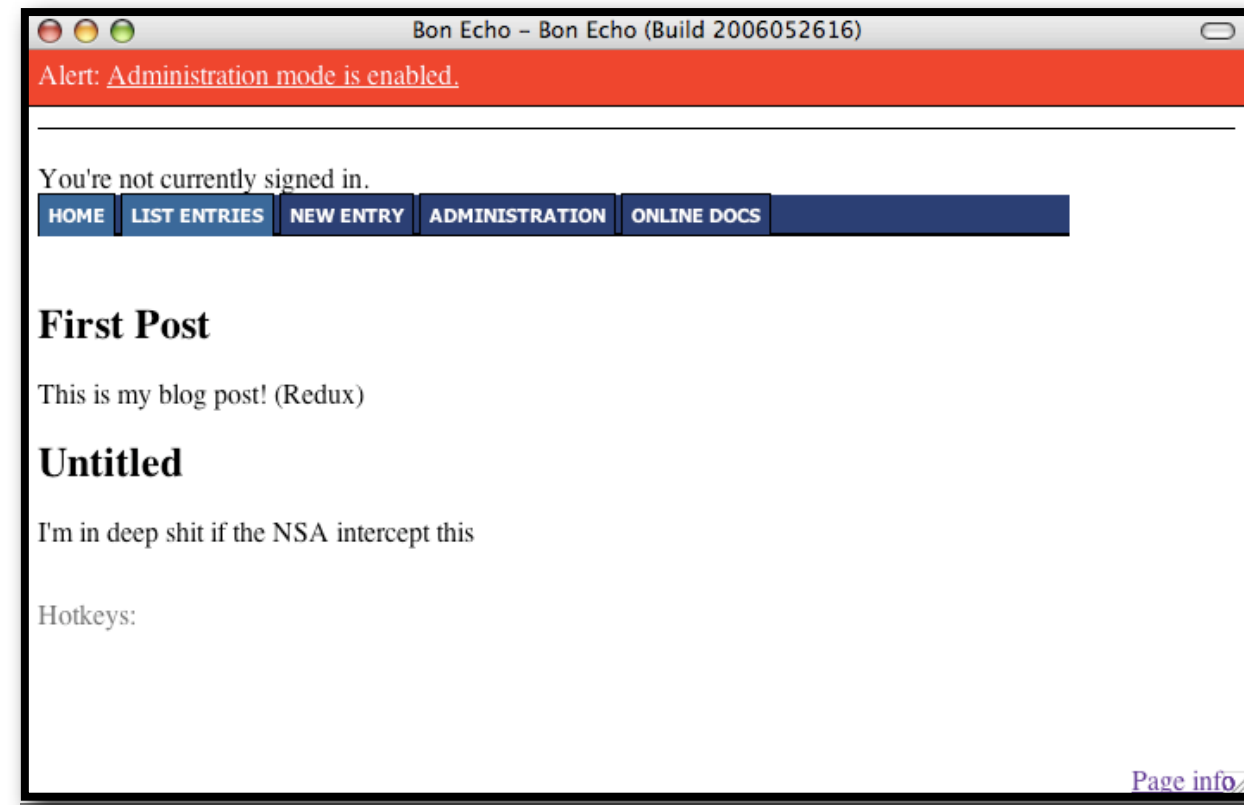 Bon Echo – Bon Echo (Build 2006052616)
Alert: Administration mode is enabled.
You're not currently signed in.
HOME LIST ENTRIES NEW ENTRY ADMINISTRATION ONLINE DOCS
First Post
This is my blog post! (Redux)
Untitled
I'm in deep shit if the NSA intercept this
Hotkeys:
Page info